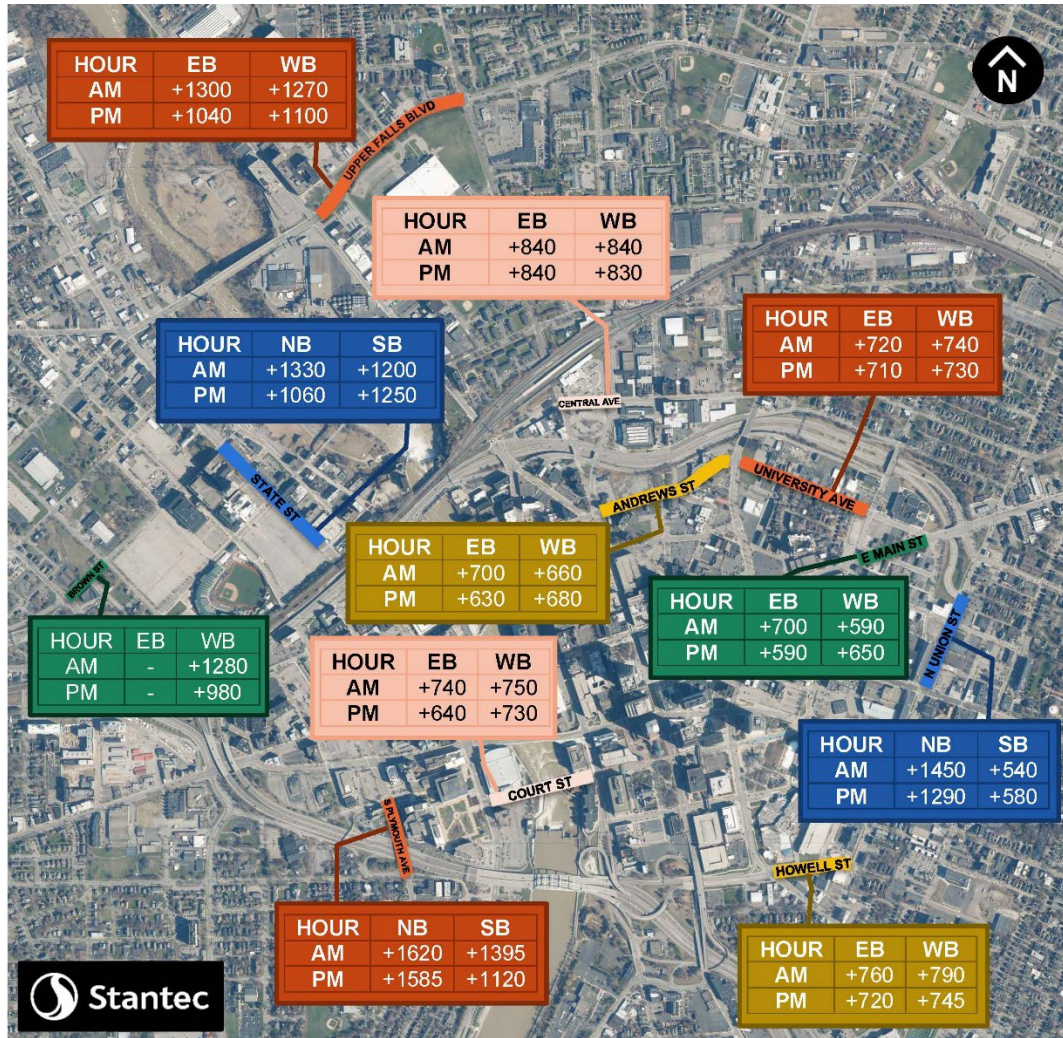 HOUR EB WB
AM +1300 +1270
PM +1040 +1100
UPPER FALLS BLVD
N
HOUR EB WB
AM +840 +840
PM +840 +830
CENTRAL AVE
HOUR EB WB
AM +720 +740
PM +710 +730
UNIVERSITY AVE
HOUR NB SB
AM +1330 +1200
PM +1060 +1250
STATE ST
ANDREWS ST
HOUR EB WB
AM +700 +660
PM +630 +680
E MAIN ST
HOUR EB WB
AM +700 +590
PM +590 +650
BROWN ST
HOUR EB WB
AM - +1280
PM - +980
N UNION ST
HOUR EB WB
AM +740 +750
PM +640 +730
COURT ST
HOUR NB SB
AM +1450 +540
PM +1290 +580
S PLYMOUTH AVE
HOUR NB SB
AM +1620 +1395
PM +1585 +1120
HOWELL ST
HOUR EB WB
AM +760 +790
PM +720 +745
Stantec